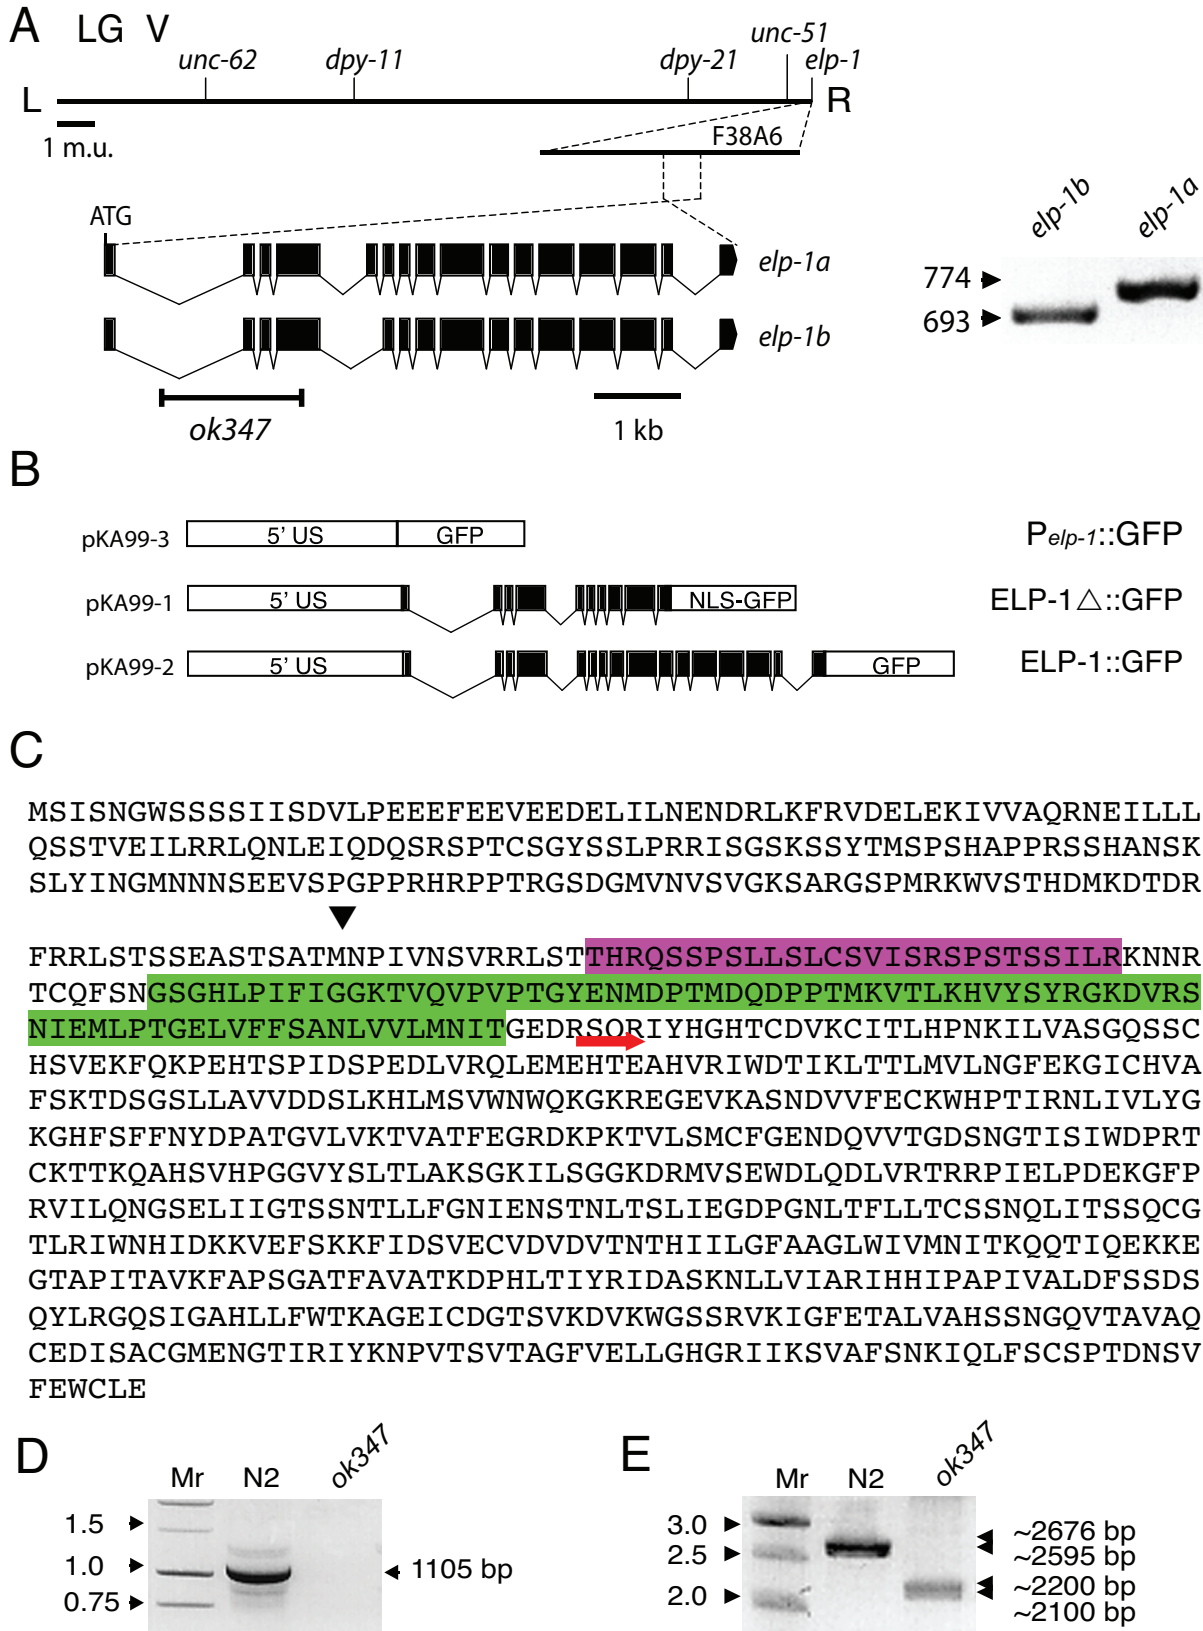 A LG V
unc-62 dpy-11 dpy-21 unc-51 elp-1
L R
1 m.u.
F38A6
ATG
elp-1a
elp-1b
ok347
1 kb
elp-1b elp-1a
774
693
B
pKA99-3 5' US GFP Pelp-1::GFP
pKA99-1 5' US NLS-GFP ELP-1△::GFP
pKA99-2 5' US GFP ELP-1::GFP
C
MSISNGWSSSSIISDVLPEEEFEEVEEDELILNENDRLKFRVDELEKIVVAQRNEILLL
QSSTVEILRRLQNLEIQDQSRSPTCSGYSSLPRRISGSKSSYTMSPSHAPPRSSHANSK
SLYINGMNNNSEEVSPGPPRHRPPTRGSDGMVNVSVGKSARGSPMRKWVSTHDMKDTDR
FRRLSTSSEASTSATMNPIVNSVRRLSTTHRQSSPSLLSLCSVISRSPSTSSILRKNNR
TCQFSNGSGHLPIFIGGKTVQVPVPTGYENMDPTMDQDPPTMKVTLKHVYSYRGKDVRS
NIEMLPTGELVFFSANLVVLMNITGEDRSQRIYHGHTCDVKCITLHPNKILVASGQSSC
HSVEKFQKPEHTSPIDSPEDLVRQLEMEHTEAHVRIWDTIKLTTLMVLNGFEKGICHVA
FSKTDSGSLLAVVDDSLKHLMSVWNWQKGKREGEVKASNDVVFECKWHPTIRNLIVLYG
KGHFSFFNYDPATGVLVKTVATFEGRDKPKTVLSMCFGENDQVVTGDSNGTISIWDPRT
CKTTKQAHSVHPGGVYSLTLAKSGKILSGGKDRMVSEWDLQDLVRTRRPIELPDEKGFP
RVILQNGSELIIGTSSNTLLFGNIENSTNLTSLIEGDPGNLTFLLTCSSNQLITSSQCG
TLRIWNHIDKKVEFSKKFIDSVECVDVDVTNTHIILGFAAGLWIVMNITKQQTIQEKKE
GTAPITAVKFAPSGATFAVATKDPHLTIYRIDASKNLLVIARIHHIPAPIVALDFSSDS
QYLRGQSIGAHLLFWTKAGEICDGTSVKDVKWGSSRVKIGFETALVAHSSNGQVTAVAQ
CEDISACGMENGTIRIYKNPVTSVTAGFVELLGHGRIIKSVAFSNKIQLFSCSPTDNSV
FEWCLE
D
Mr N2 ok347
1.5
1.0
0.75
1105 bp
E
Mr N2 ok347
3.0
2.5
2.0
~2676 bp
~2595 bp
~2200 bp
~2100 bp